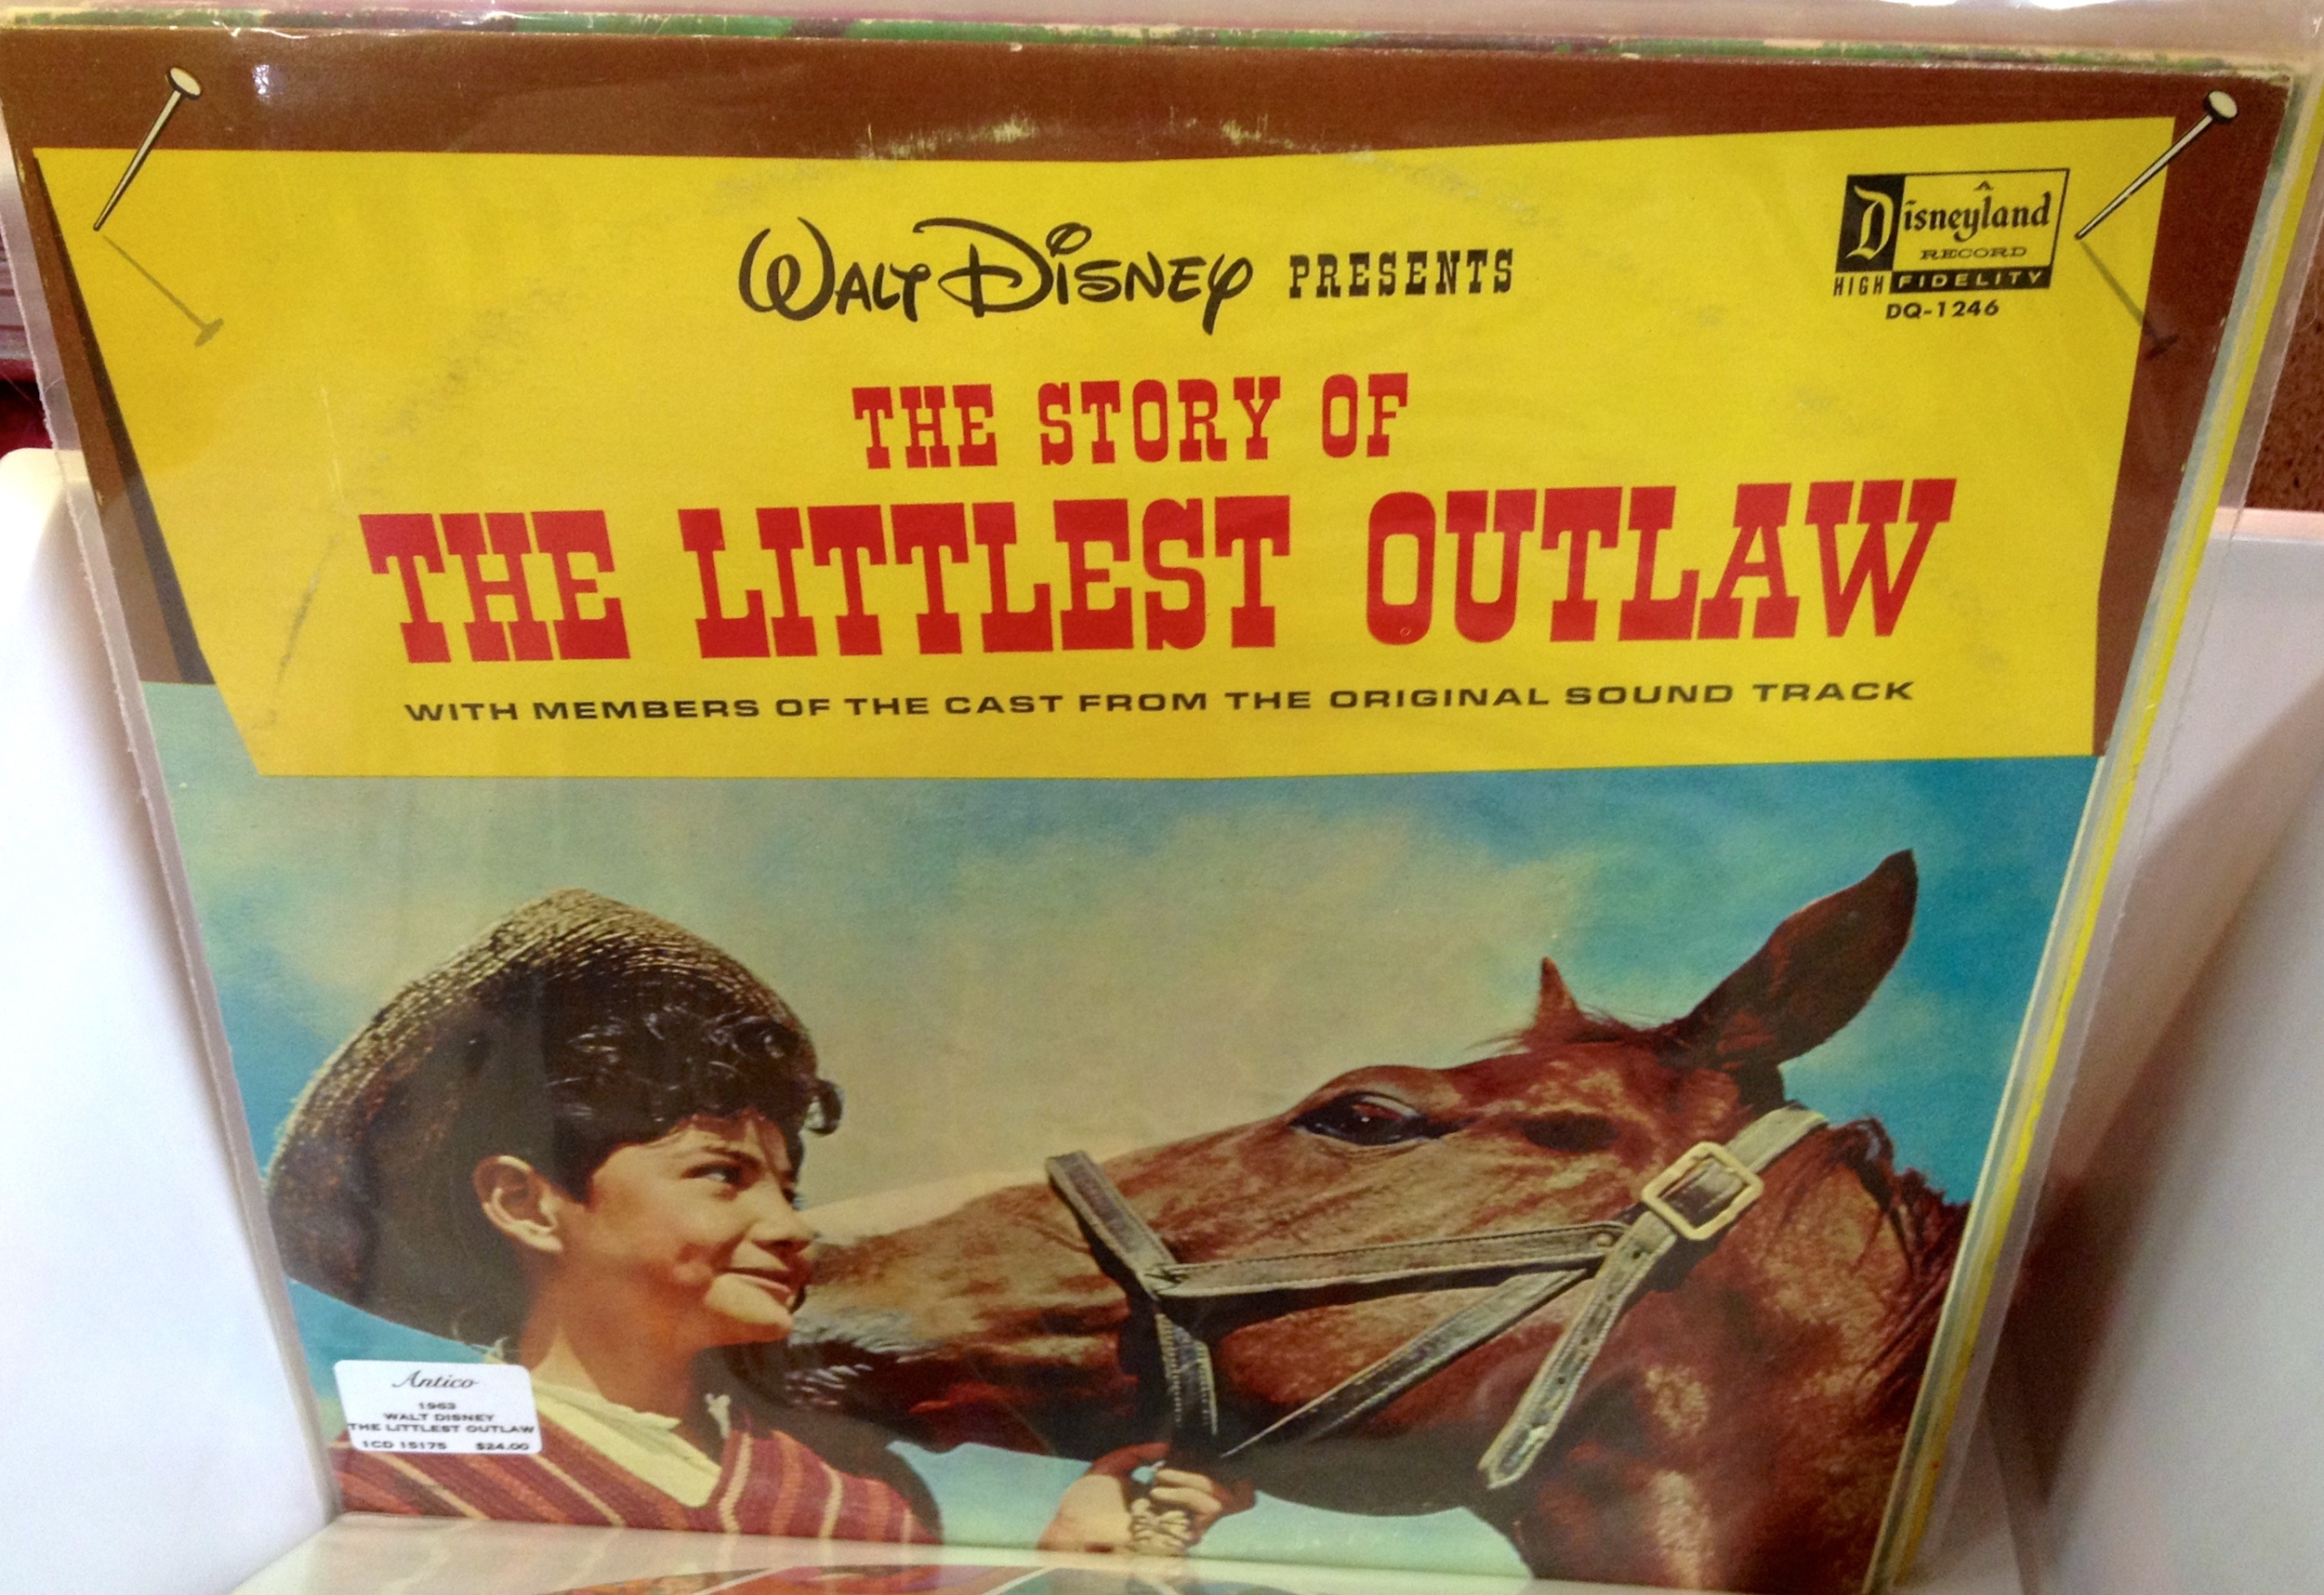 WALT DISNEY PRESENTS
A
Disneyland
RECORD
HIGH FIDELITY
DQ-1246
THE STORY OF
THE LITTLEST OUTLAW
WITH MEMBERS OF THE CAST FROM THE ORIGINAL SOUND TRACK
Antico
1963
WALT DISNEY
THE LITTLEST OUTLAW
1CD 15175 $24.00